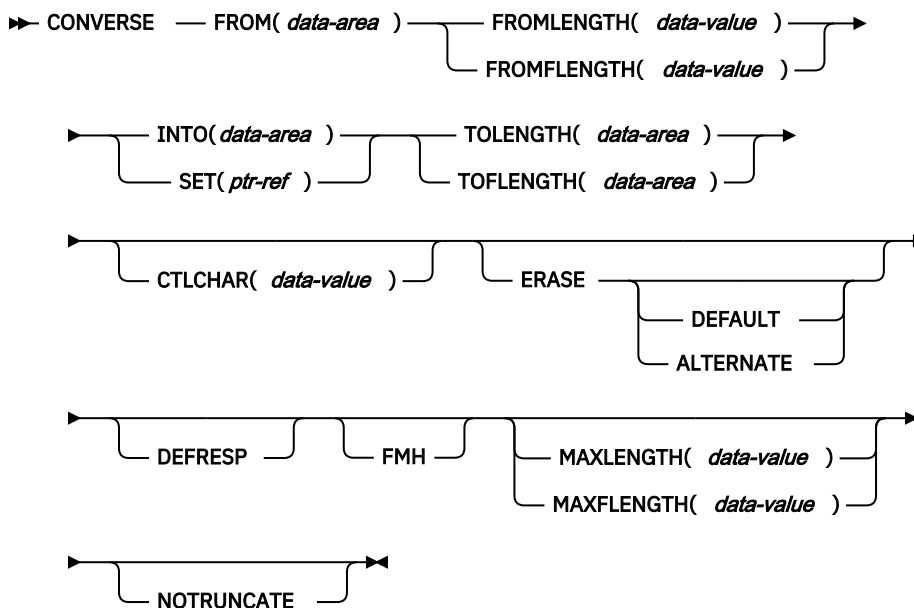 CONVERSE FROM( data-area ) FROMLENGTH( data-value )
FROMFLENGTH( data-value )
INTO( data-area ) TOLENGTH( data-area )
SET( ptr-ref ) TOFLENGTH( data-area )
CTLCHAR( data-value ) ERASE
DEFAULT
ALTERNATE
DEFRESP FMH MAXLENGTH( data-value )
MAXFLENGTH( data-value )
NOTRUNCATE